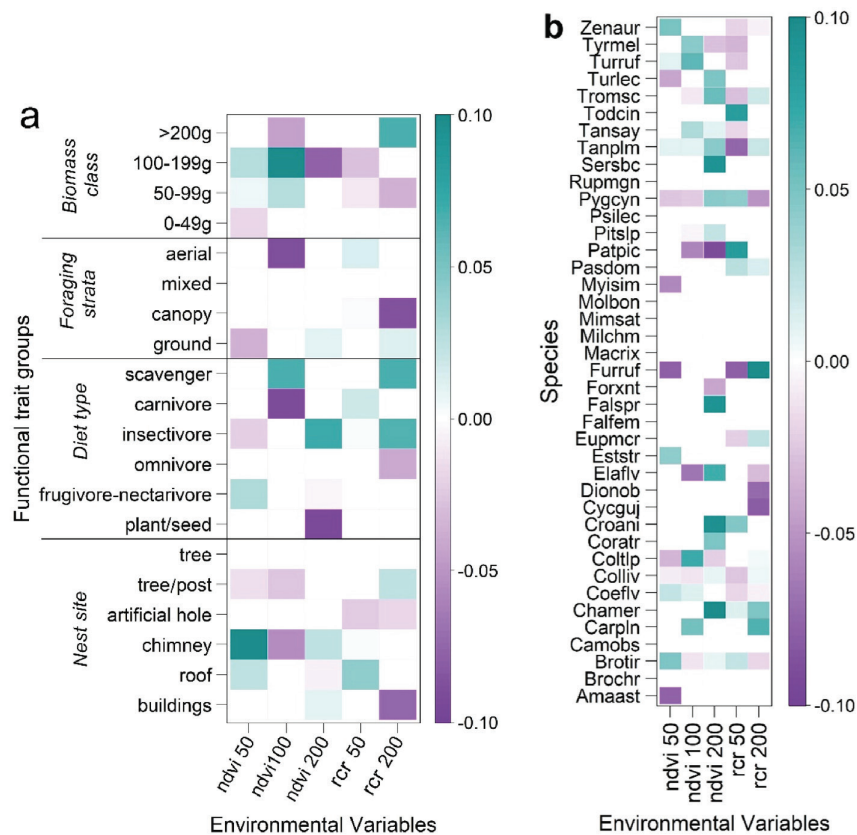 a
Functional trait groups
Biomass
class
>200g
100-199g
50-99g
0-49g
Foraging
strata
aerial
mixed
canopy
ground
Diet type
scavenger
carnivore
insectivore
omnivore
frugivore-nectarivore
plant/seed
Nest site
tree
tree/post
artificial hole
chimney
roof
buildings
ndvi 50
ndvi100
ndvi 200
rcr 50
rcr 200
Environmental Variables
0.10
0.05
0.00
-0.05
-0.10
b
Species
Zenaur
Tyrmel
Turruf
Turlec
Tromsc
Todcin
Tansay
Tanplm
Sersbc
Rupmgn
Pygcyn
Psilec
Pitslp
Patpic
Pasdom
Myisim
Molbon
Mimsat
Milchm
Macrix
Furruf
Forxnt
Falspr
Falfem
Eupmcr
Eststr
Elaflv
Dionob
Cycguj
Croani
Coratr
Coltlp
Colliv
Coeflv
Chamer
Carpln
Camobs
Brotir
Brochr
Amaast
ndvi 50
ndvi 100
ndvi 200
rcr 50
rcr 200
Environmental Variables
0.10
0.05
0.00
-0.05
-0.10